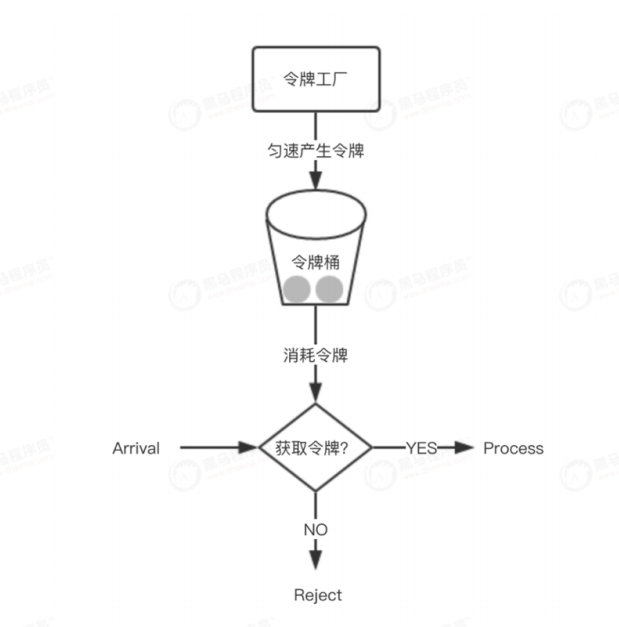 令牌工厂
匀速产生令牌
令牌桶
消耗令牌
Arrival
获取令牌?
YES
Process
NO
Reject